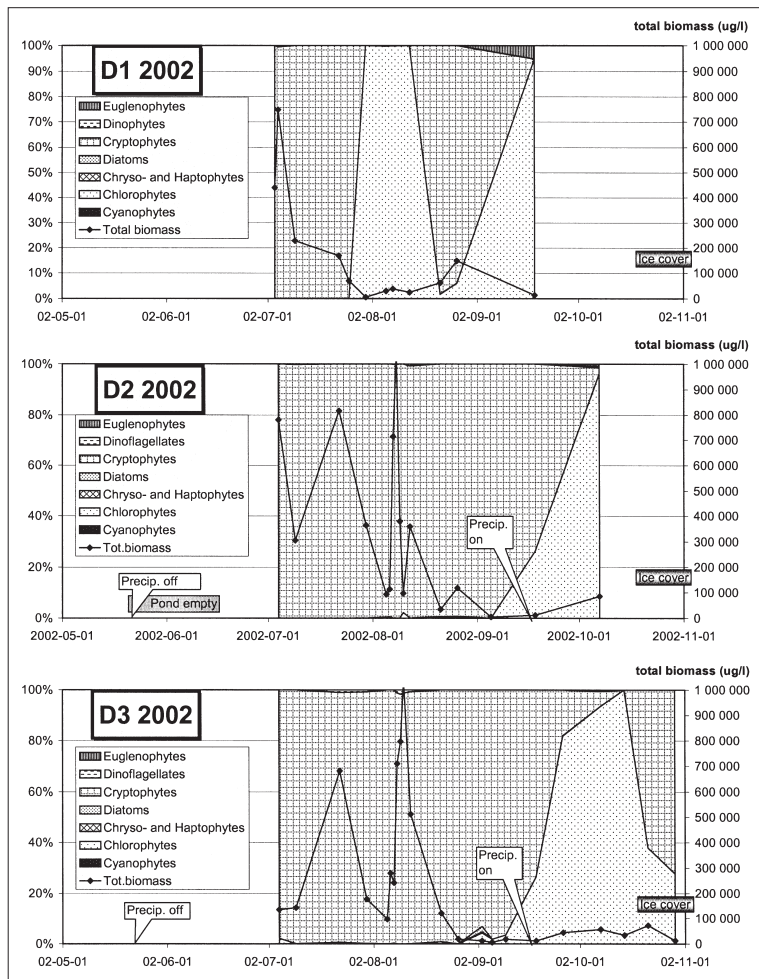 total biomass (ug/l)
D1 2002
100%
90%
80%
70%
60%
50%
40%
30%
20%
10%
0%
Euglenophytes
Dinophytes
Cryptophytes
Diatoms
Chryso- and Haptophytes
Chlorophytes
Cyanophytes
Total biomass
1 000 000
900 000
800 000
700 000
600 000
500 000
400 000
300 000
200 000
100 000
0
Ice cover
02-05-01 02-06-01 02-07-01 02-08-01 02-09-01 02-10-01 02-11-01
total biomass (ug/l)
D2 2002
100%
80%
60%
40%
20%
0%
Euglenophytes
Dinoflagellates
Cryptophytes
Diatoms
Chryso- and Haptophytes
Chlorophytes
Cyanophytes
Tot.biomass
Precip. off
Pond empty
Precip.
on
1 000 000
900 000
800 000
700 000
600 000
500 000
400 000
300 000
200 000
100 000
0
Ice cover
2002-05-01 2002-06-01 2002-07-01 2002-08-01 2002-09-01 2002-10-01 2002-11-01
total biomass (ug/l)
D3 2002
100%
80%
60%
40%
20%
0%
Euglenophytes
Dinoflagellates
Cryptophytes
Diatoms
Chryso- and Haptophytes
Chlorophytes
Cyanophytes
Tot.biomass
Precip. off
Precip.
on
1 000 000
900 000
800 000
700 000
600 000
500 000
400 000
300 000
200 000
100 000
0
Ice cover
02-05-01 02-06-01 02-07-01 02-08-01 02-09-01 02-10-01 02-11-01